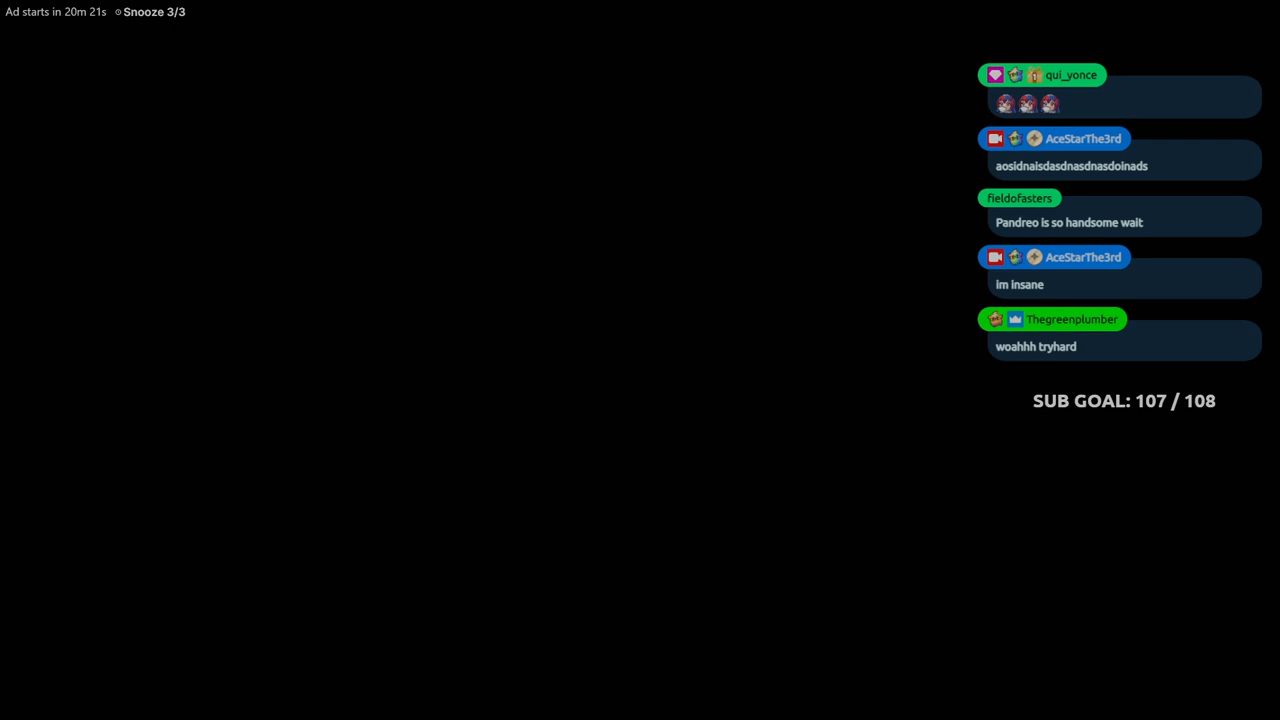 Ad starts in 20m 21s Snooze 3/3
qui_yonce
AceStarThe3rd
aosidnaisdasdnasdnasdoinads
fieldofasters
Pandreo is so handsome wait
AceStarThe3rd
im insane
Thegreenplumber
woahhh tryhard
SUB GOAL: 107 / 108